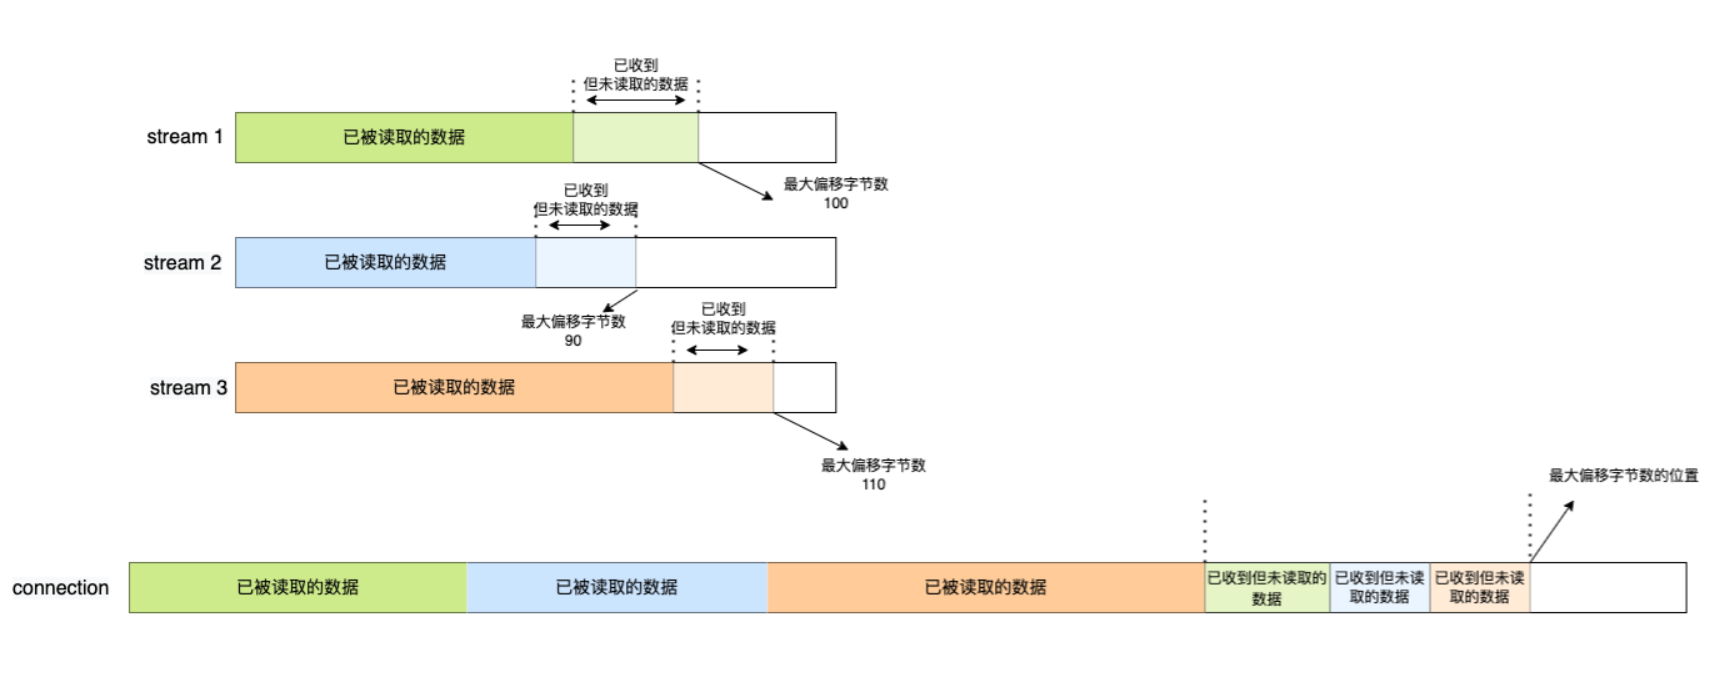 已收到
但未读取的数据
stream 1
已被读取的数据
最大偏移字节数
100
已收到
但未读取的数据
stream 2
已被读取的数据
最大偏移字节数
90
已收到
但未读取的数据
stream 3
已被读取的数据
最大偏移字节数
110
最大偏移字节数的位置
connection
已被读取的数据
已被读取的数据
已被读取的数据
已收到但未读取的
数据
已收到但未读
取的数据
已收到但未读
取的数据